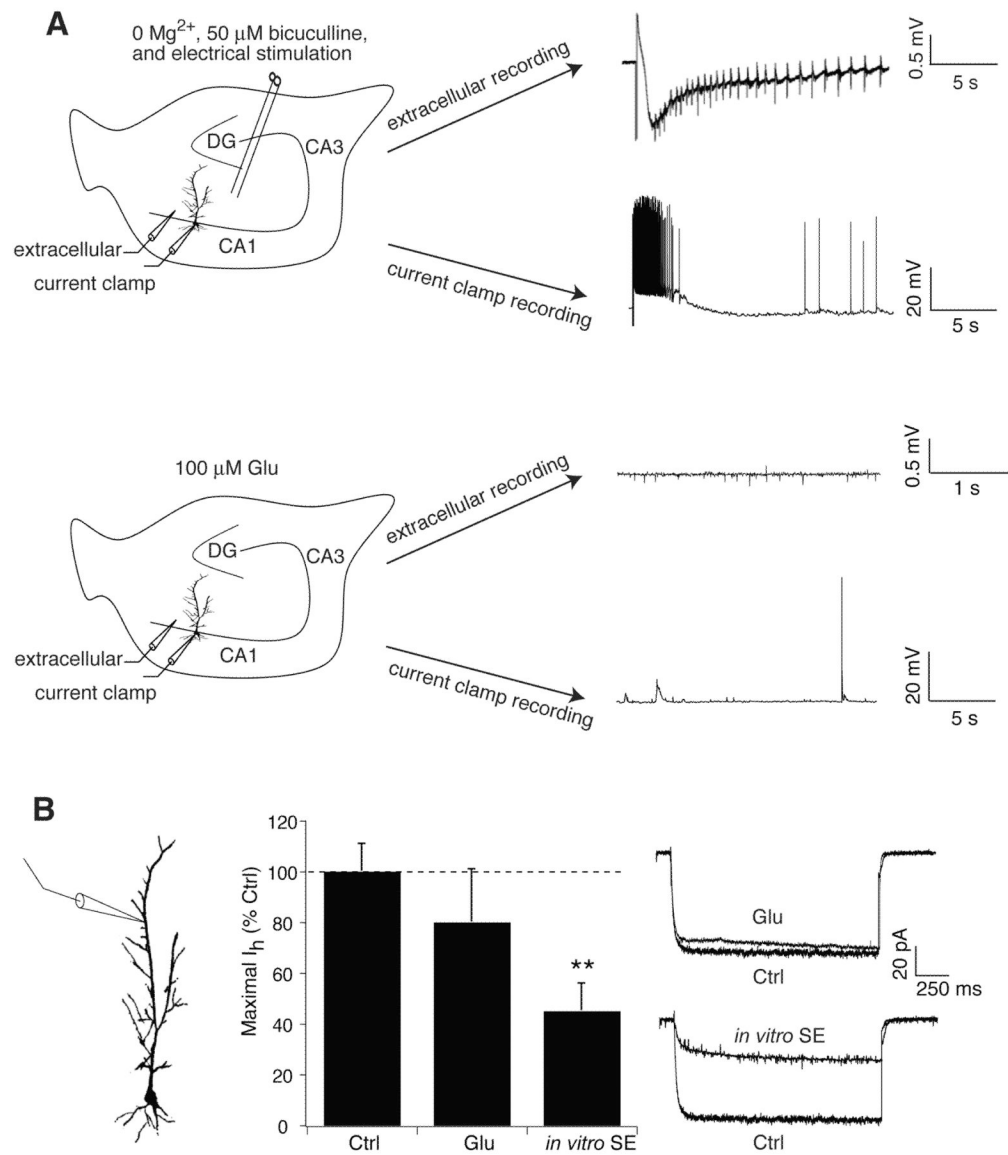 A
0 Mg2+, 50 µM bicuculline,
and electrical stimulation
DG
CA3
CA1
extracellular
current clamp
extracellular recording
current clamp recording
0.5 mV
5 s
20 mV
5 s
100 µM Glu
DG
CA3
CA1
extracellular
current clamp
extracellular recording
current clamp recording
0.5 mV
1 s
20 mV
5 s
B
Maximal Ih (% Ctrl)
120
100
80
60
40
20
0
**
Ctrl
Glu
in vitro SE
Glu
Ctrl
20 pA
250 ms
in vitro SE
Ctrl